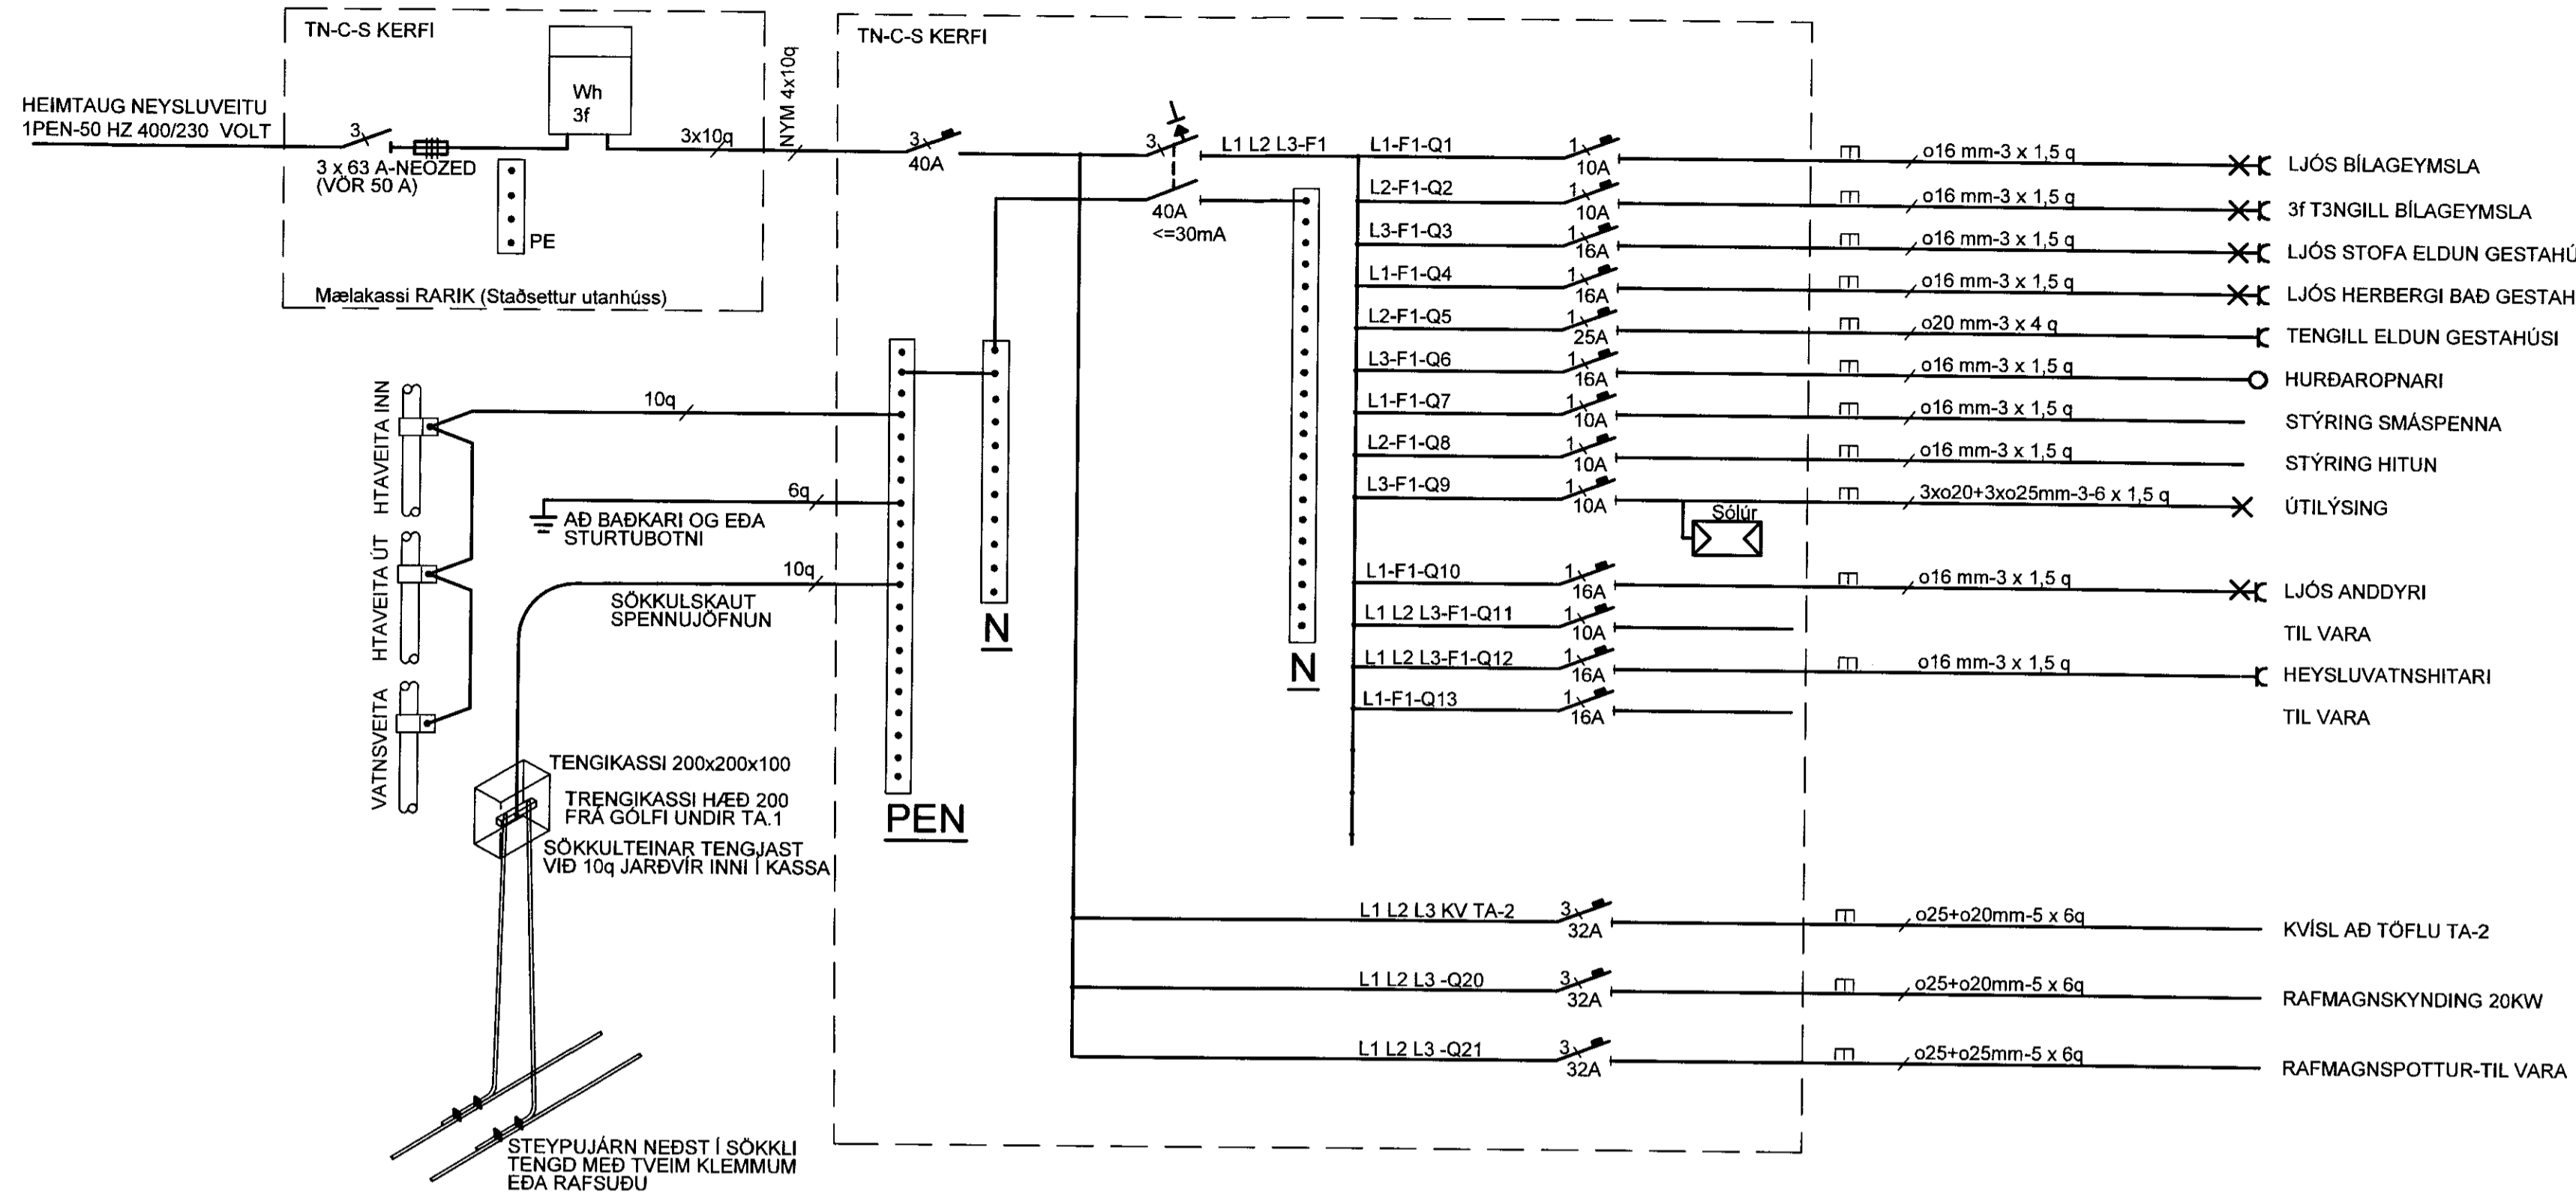 TN-C-S KERFI
HEIMTAUG NEYSLUVEITU
1PEN-50 HZ 400/230 VOLT
3
3 x 63 A-NEOZED
(VÖR 50 A)
Wh
3f
PE
3x10q
Mælakassi RARIK (Staðsettur utanhúss)
NYM 4x10q
TN-C-S KERFI
3
40A
3
40A
<=30mA
L1 L2 L3-F1
L1-F1-Q1
1
10A
o16 mm-3 x 1,5 q
LJÓS BÍLAGEYMSLA
L2-F1-Q2
1
10A
o16 mm-3 x 1,5 q
3f T3NGILL BÍLAGEYMSLA
L3-F1-Q3
1
16A
o16 mm-3 x 1,5 q
LJÓS STOFA ELDUN GESTAHÚ
L1-F1-Q4
1
16A
o16 mm-3 x 1,5 q
LJÓS HERBERGI BAÐ GESTAH
L2-F1-Q5
1
25A
o20 mm-3 x 4 q
TENGILL ELDUN GESTAHÚSI
L3-F1-Q6
1
16A
o16 mm-3 x 1,5 q
HURÐAROPNARI
L1-F1-Q7
1
10A
o16 mm-3 x 1,5 q
STÝRING SMÁSPENNA
L2-F1-Q8
1
10A
o16 mm-3 x 1,5 q
STÝRING HITUN
L3-F1-Q9
1
10A
Sólúr
3xo20+3xo25mm-3-6 x 1,5 q
ÚTILÝSING
L1-F1-Q10
1
16A
o16 mm-3 x 1,5 q
LJÓS ANDDYRI
L1 L2 L3-F1-Q11
1
10A
TIL VARA
L1 L2 L3-F1-Q12
1
16A
o16 mm-3 x 1,5 q
HEYSLUVATNSHITARI
L1-F1-Q13
1
16A
TIL VARA
L1 L2 L3 KV TA-2
3
32A
o25+o20mm-5 x 6q
KVÍSL AÐ TÖFLU TA-2
L1 L2 L3 -Q20
3
32A
o25+o20mm-5 x 6q
RAFMAGNSKYNDING 20KW
L1 L2 L3 -Q21
3
32A
o25+o25mm-5 x 6q
RAFMAGNSPOTTUR-TIL VARA
HTAVEITA INN
HTAVEITA ÚT
VATNSVEITA
10q
6q
AÐ BAÐKARI OG EÐA
STURTUBOTNI
10q
SÖKKULSKAUT
SPENNUJÖFNUN
PEN
N
N
TENGIKASSI 200x200x100
TRENGIKASSI HÆÐ 200
FRÁ GÓLFI UNDIR TA.1
SÖKKULTEINAR TENGJAST
VIÐ 10q JARÐVÍR INNI Í KASSA
STEYPUJÁRN NEÐST Í SÖKKLI
TENGD MEÐ TVEIM KLEMMUM
EÐA RAFSUÐU